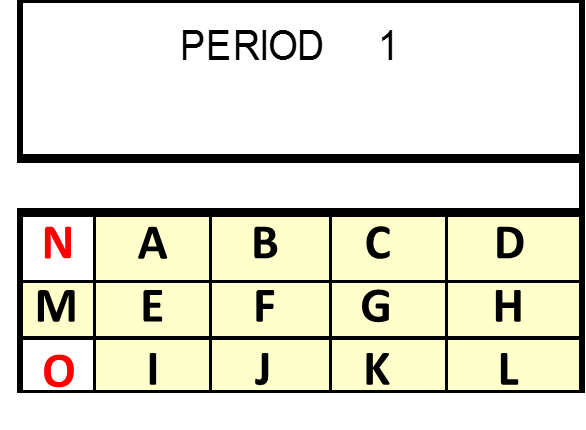 PERIOD 1
N A B C D
M E F G H
O I J K L